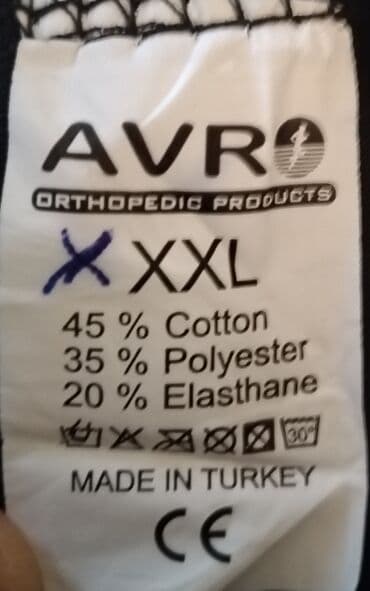 AVRO
ORTHOPEDIC PRODUCTS
X XXL
45 % Cotton
35 % Polyester
20 % Elasthane
30°
MADE IN TURKEY
CE